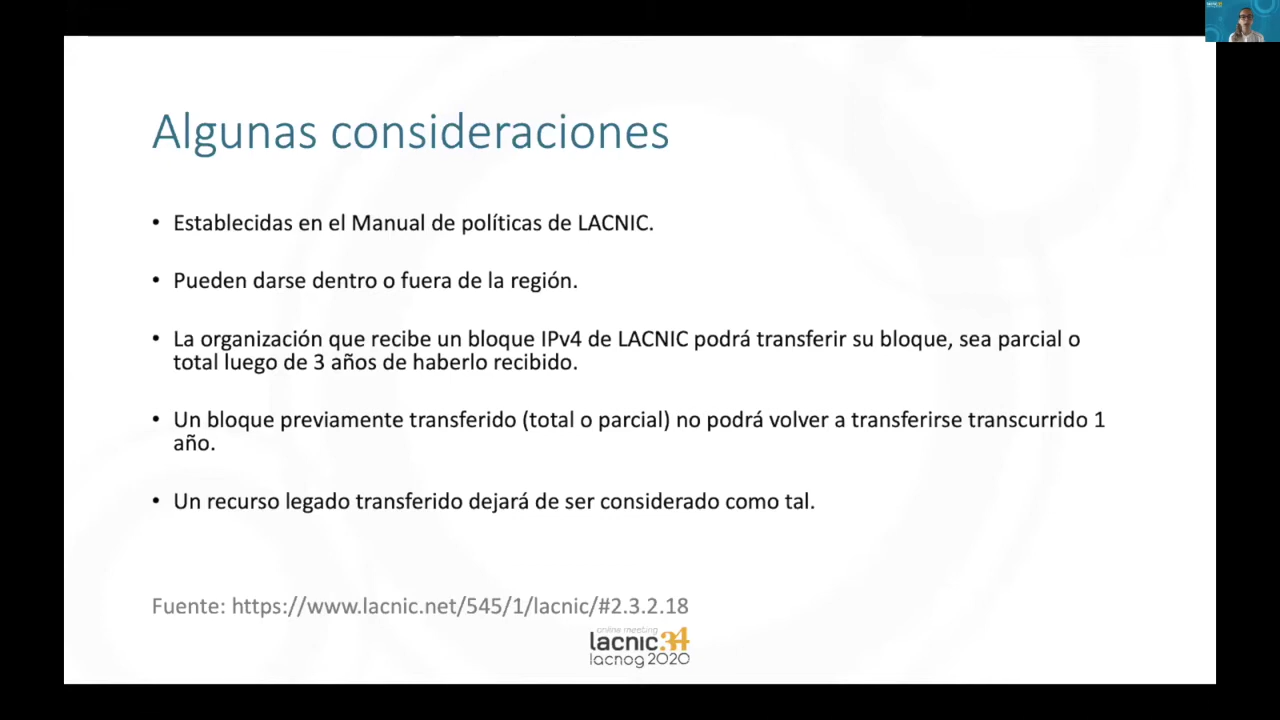 Algunas consideraciones
• Establecidas en el Manual de políticas de LACNIC.
• Pueden darse dentro o fuera de la región.
• La organización que recibe un bloque IPv4 de LACNIC podrá transferir su bloque, sea parcial o
total luego de 3 años de haberlo recibido.
• Un bloque previamente transferido (total o parcial) no podrá volver a transferirse transcurrido 1
año.
• Un recurso legado transferido dejará de ser considerado como tal.
Fuente: https://www.lacnic.net/545/1/lacnic/#2.3.2.18
online meeting
lacnic34
lacnog2020